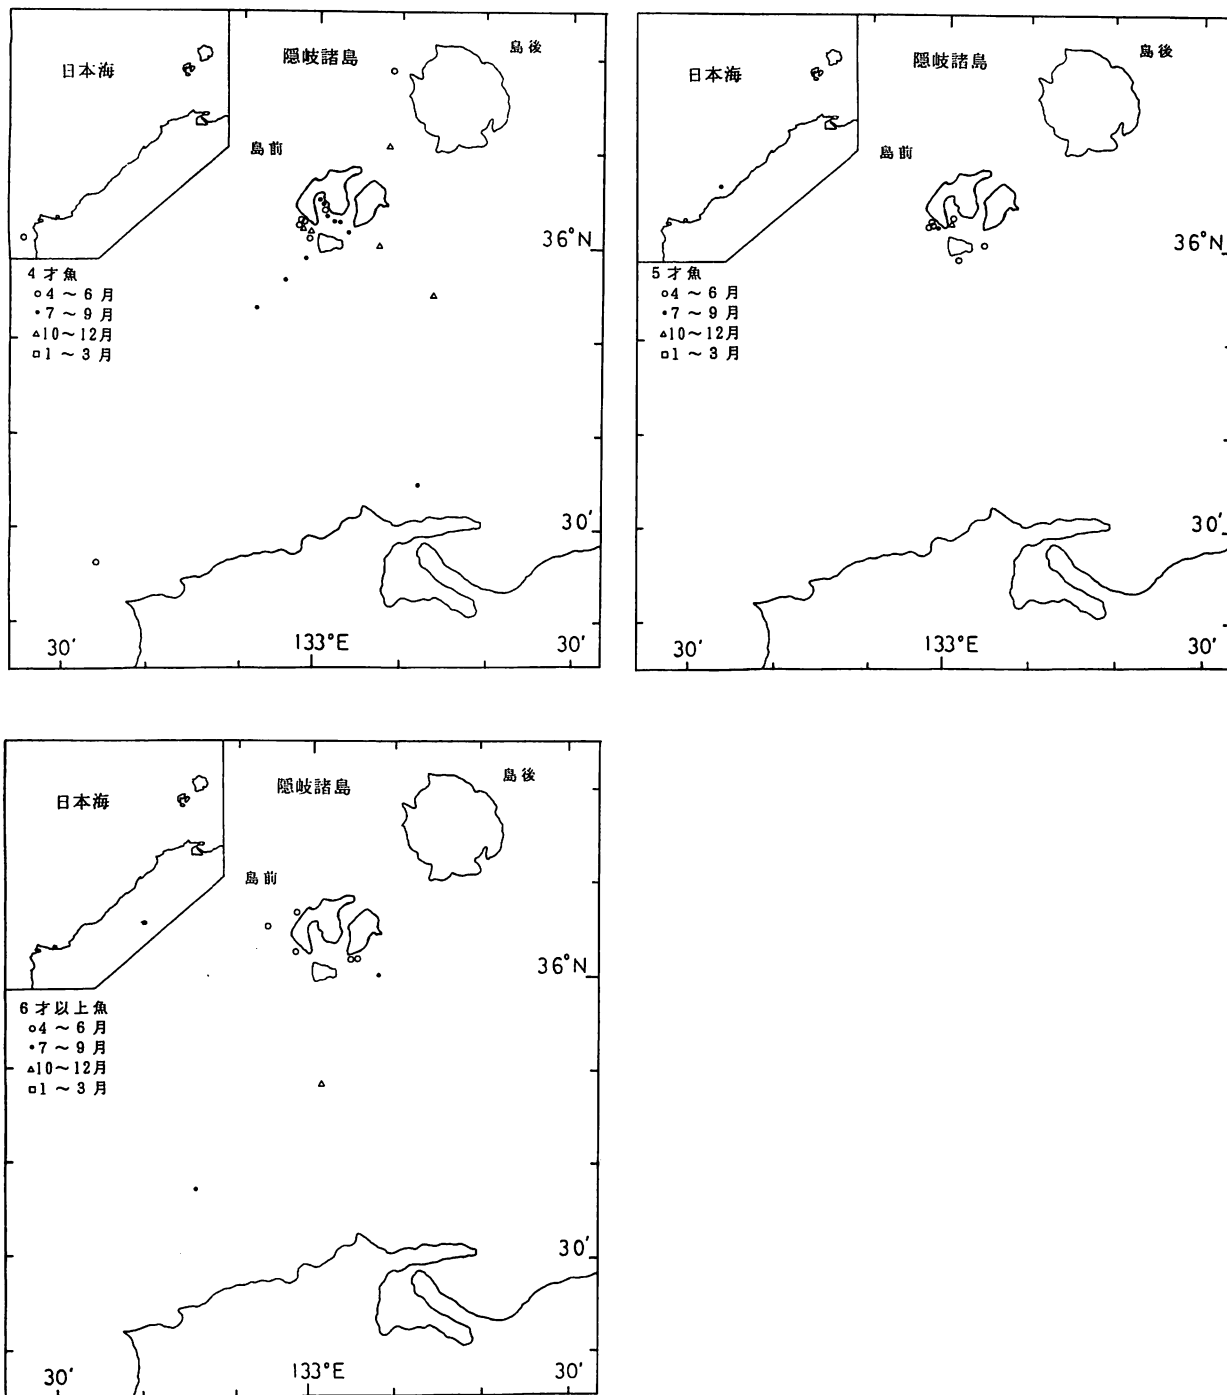 日本海
隠岐諸島
島後
島前
36°N
4才魚
○4～6月
•7～9月
△10～12月
□1～3月
30′
30′
133°E
30′
日本海
隠岐諸島
島後
島前
36°N
5才魚
○4～6月
•7～9月
△10～12月
□1～3月
30′
30′
133°E
30′
日本海
隠岐諸島
島後
島前
36°N
6才以上魚
○4～6月
•7～9月
△10～12月
□1～3月
30′
30′
133°E
30′